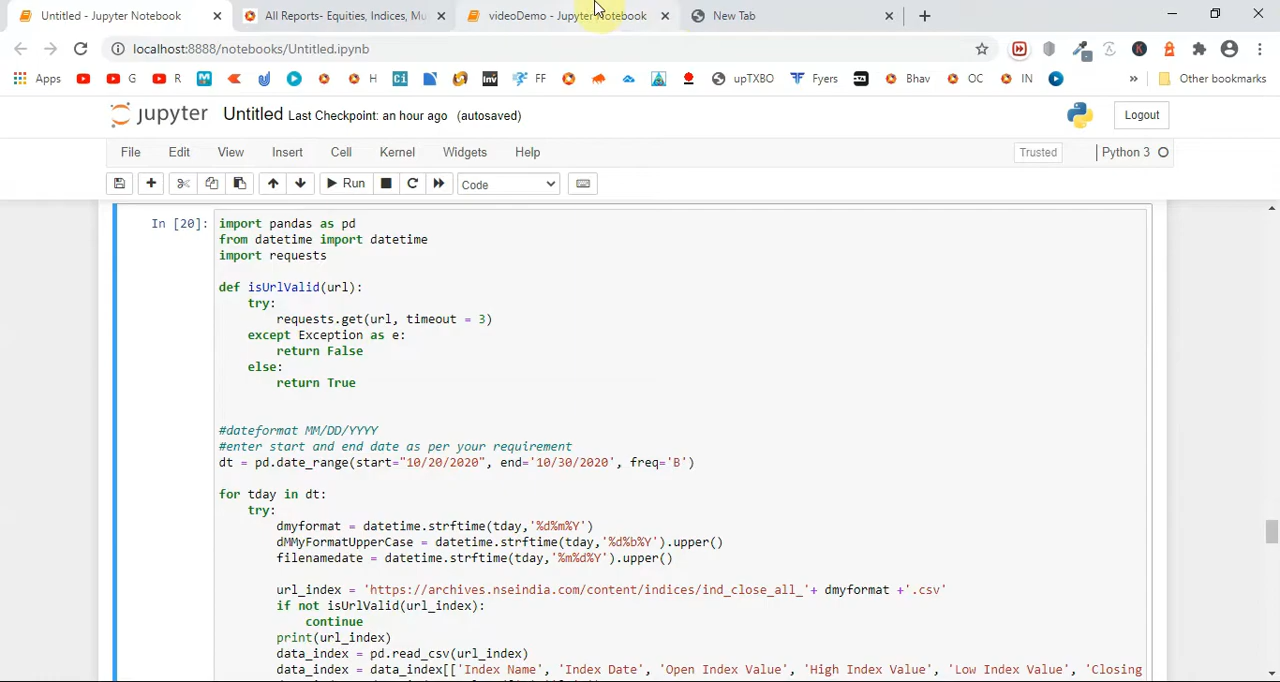 Untitled - Jupyter Notebook
All Reports- Equities, Indices, Mu
videoDemo - Jupyter Notebook
New Tab
localhost:8888/notebooks/Untitled.ipynb
Apps G R H FF upTXBO Fyers Bhav OC IN » Other bookmarks
jupyter Untitled Last Checkpoint: an hour ago (autosaved) Logout
File Edit View Insert Cell Kernel Widgets Help Trusted Python 3
Run Code
In [20]:
import pandas as pd
from datetime import datetime
import requests
def isUrlValid(url):
try:
requests.get(url, timeout = 3)
except Exception as e:
return False
else:
return True
#dateformat MM/DD/YYYY
#enter start and end date as per your requirement
dt = pd.date_range(start="10/20/2020", end='10/30/2020', freq='B')
for tday in dt:
try:
dmyformat = datetime.strftime(tday,'%d%m%Y')
dMMyFormatUpperCase = datetime.strftime(tday,'%d%b%Y').upper()
filenamedate = datetime.strftime(tday,'%m%d%Y').upper()
url_index = 'https://archives.nseindia.com/content/indices/ind_close_all_'+ dmyformat +'.csv'
if not isUrlValid(url_index):
continue
print(url_index)
data_index = pd.read_csv(url_index)
data_index = data_index[['Index Name', 'Index Date', 'Open Index Value', 'High Index Value', 'Low Index Value', 'Closing